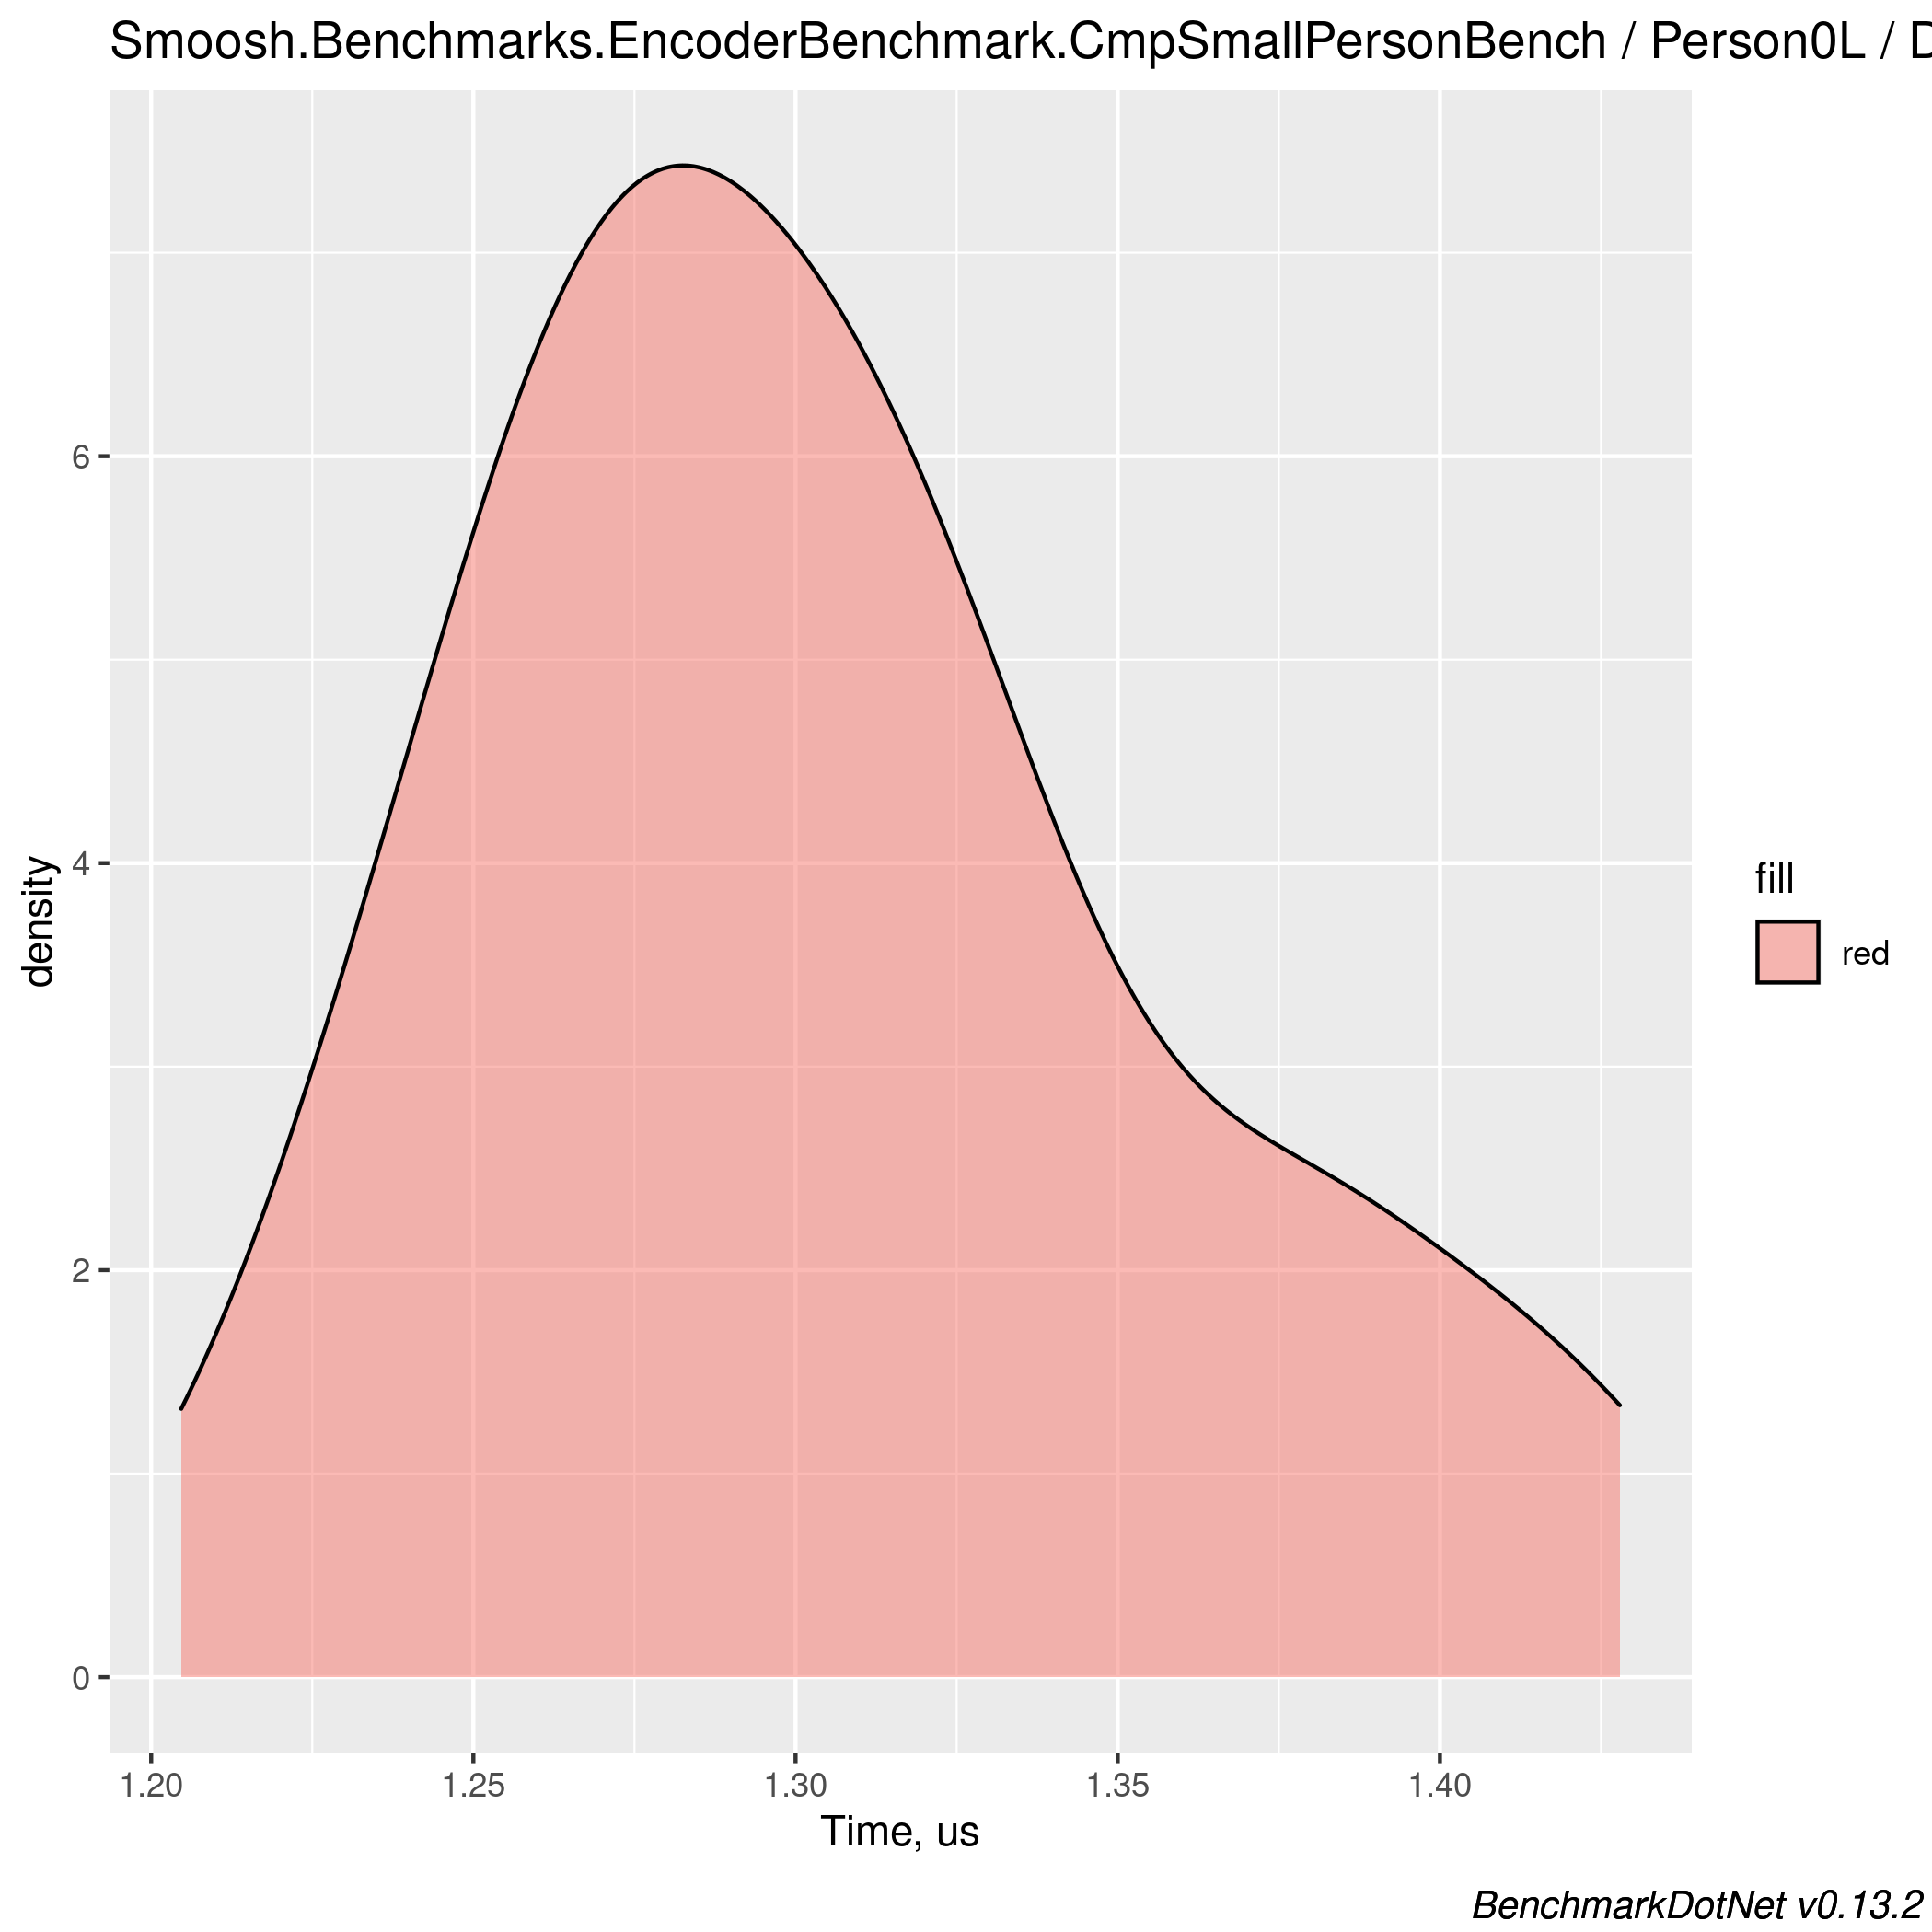 Smoosh.Benchmarks.EncoderBenchmark.CmpSmallPersonBench / Person0L /
density
6
4
2
0
1.20 1.25 1.30 1.35 1.40
Time, us
fill
red
BenchmarkDotNet v0.13.2